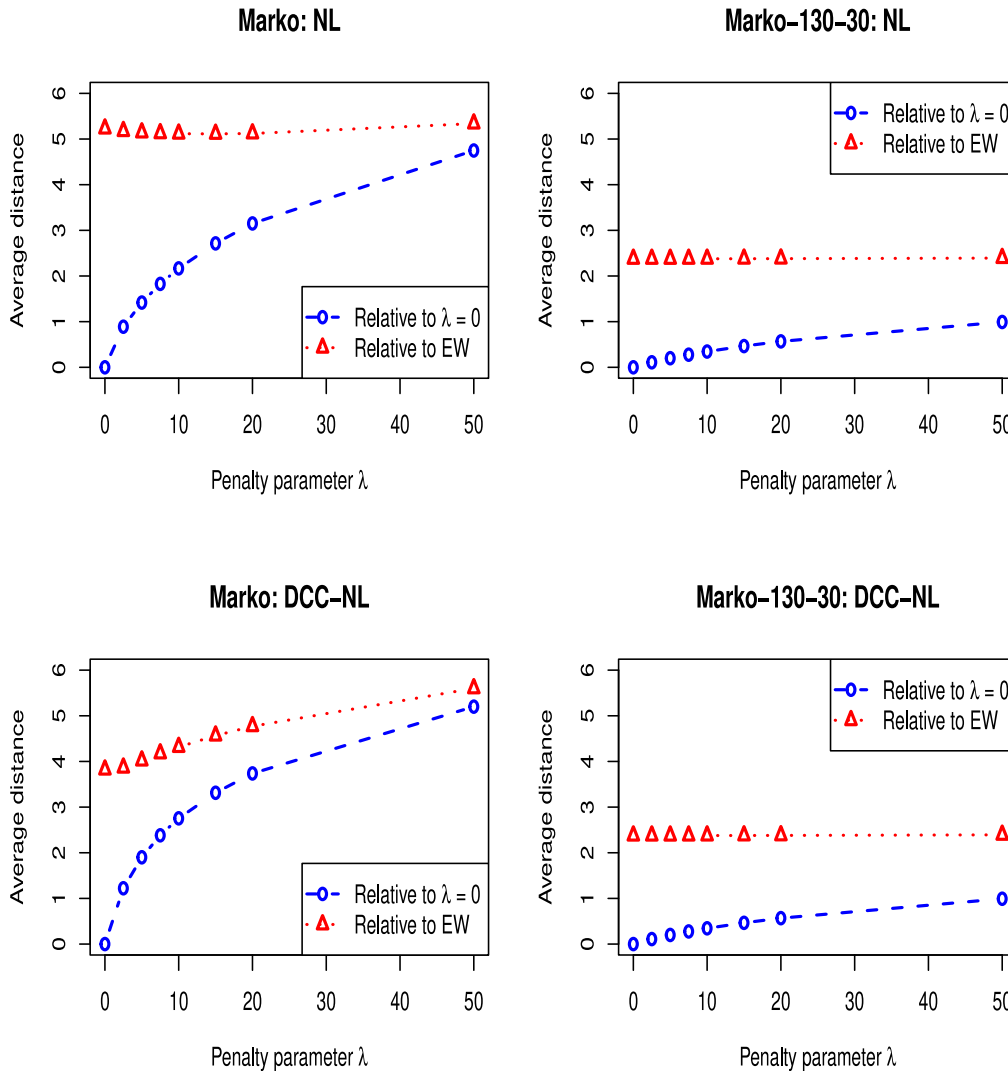 Marko: NL
Average distance
6
5
4
3
2
1
0
Relative to λ = 0
Relative to EW
0 10 20 30 40 50
Penalty parameter λ
Marko−130−30: NL
Average distance
6
5
4
3
2
1
0
Relative to λ = 0
Relative to EW
0 10 20 30 40 50
Penalty parameter λ
Marko: DCC−NL
Average distance
6
5
4
3
2
1
0
Relative to λ = 0
Relative to EW
0 10 20 30 40 50
Penalty parameter λ
Marko−130−30: DCC−NL
Average distance
6
5
4
3
2
1
0
Relative to λ = 0
Relative to EW
0 10 20 30 40 50
Penalty parameter λ